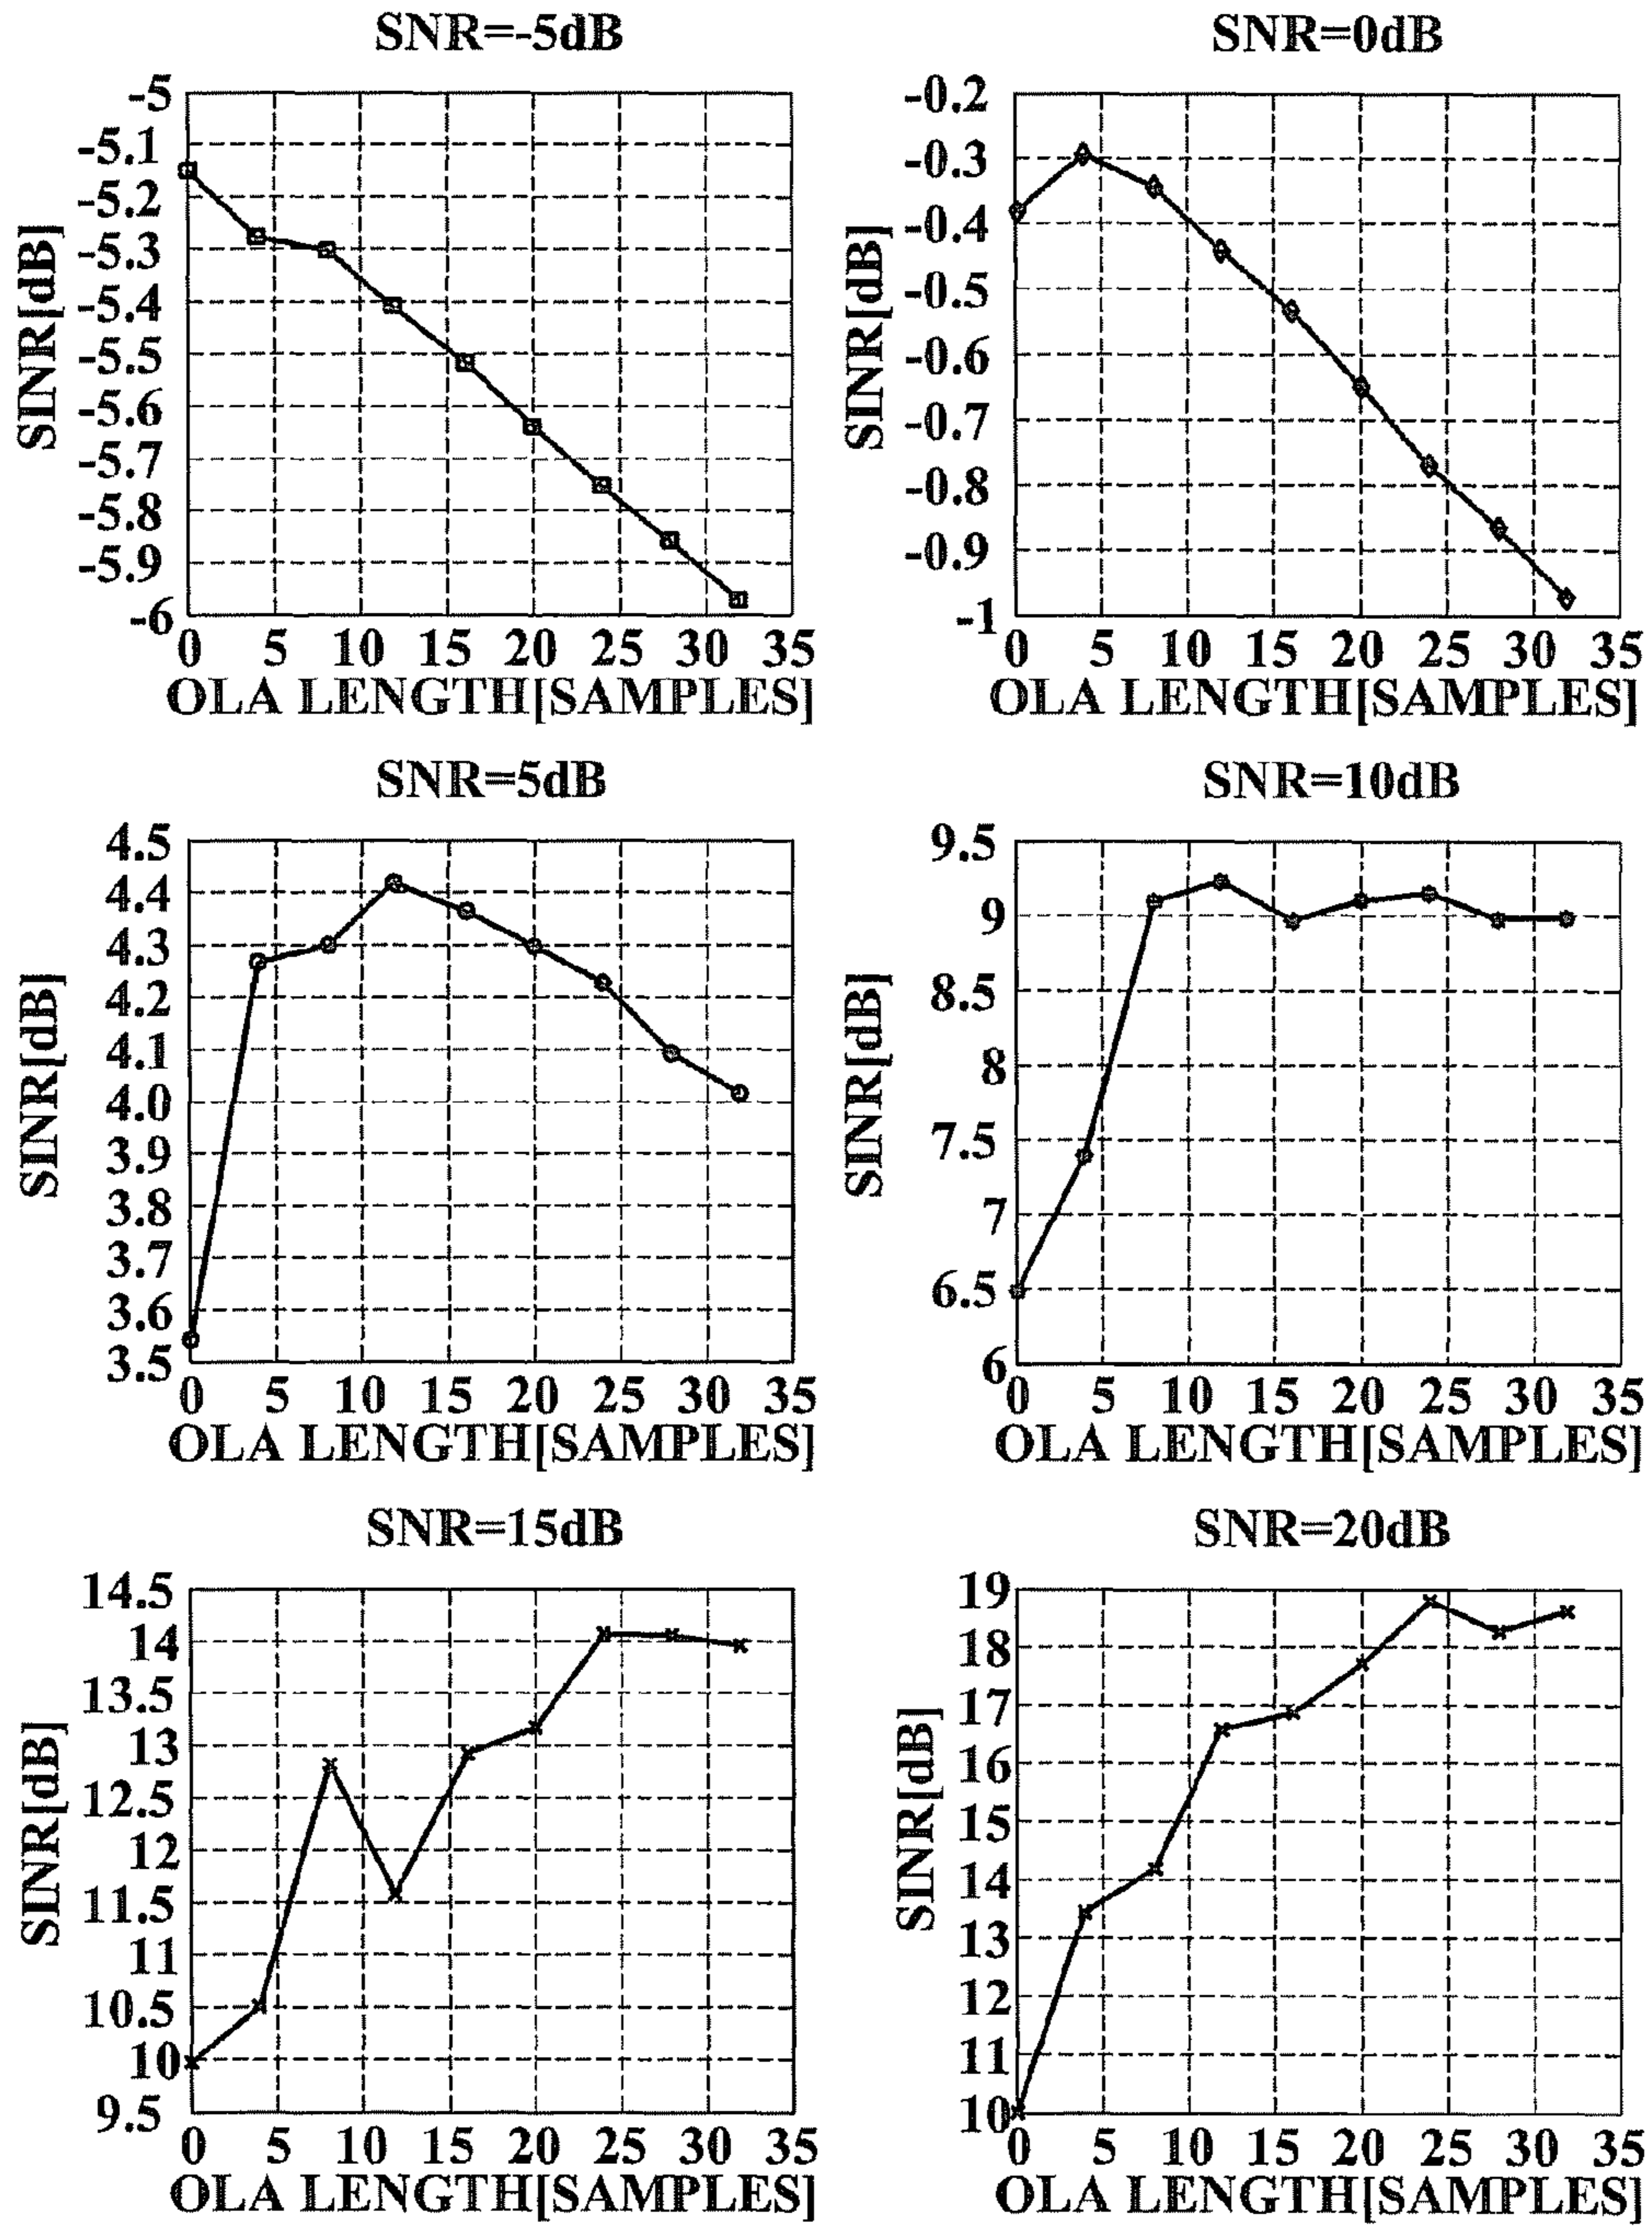 SNR=-5dB
SINR[dB]
-5
-5.1
-5.2
-5.3
-5.4
-5.5
-5.6
-5.7
-5.8
-5.9
-6
0 5 10 15 20 25 30 35
OLA LENGTH[SAMPLES]
SNR=0dB
SINR[dB]
-0.2
-0.3
-0.4
-0.5
-0.6
-0.7
-0.8
-0.9
-1
0 5 10 15 20 25 30 35
OLA LENGTH[SAMPLES]
SNR=5dB
SINR[dB]
4.5
4.4
4.3
4.2
4.1
4.0
3.9
3.8
3.7
3.6
3.5
0 5 10 15 20 25 30 35
OLA LENGTH[SAMPLES]
SNR=10dB
SINR[dB]
9.5
9
8.5
8
7.5
7
6.5
6
0 5 10 15 20 25 30 35
OLA LENGTH[SAMPLES]
SNR=15dB
SINR[dB]
14.5
14
13.5
13
12.5
12
11.5
11
10.5
10
9.5
0 5 10 15 20 25 30 35
OLA LENGTH[SAMPLES]
SNR=20dB
SINR[dB]
19
18
17
16
15
14
13
12
11
10
0 5 10 15 20 25 30 35
OLA LENGTH[SAMPLES]